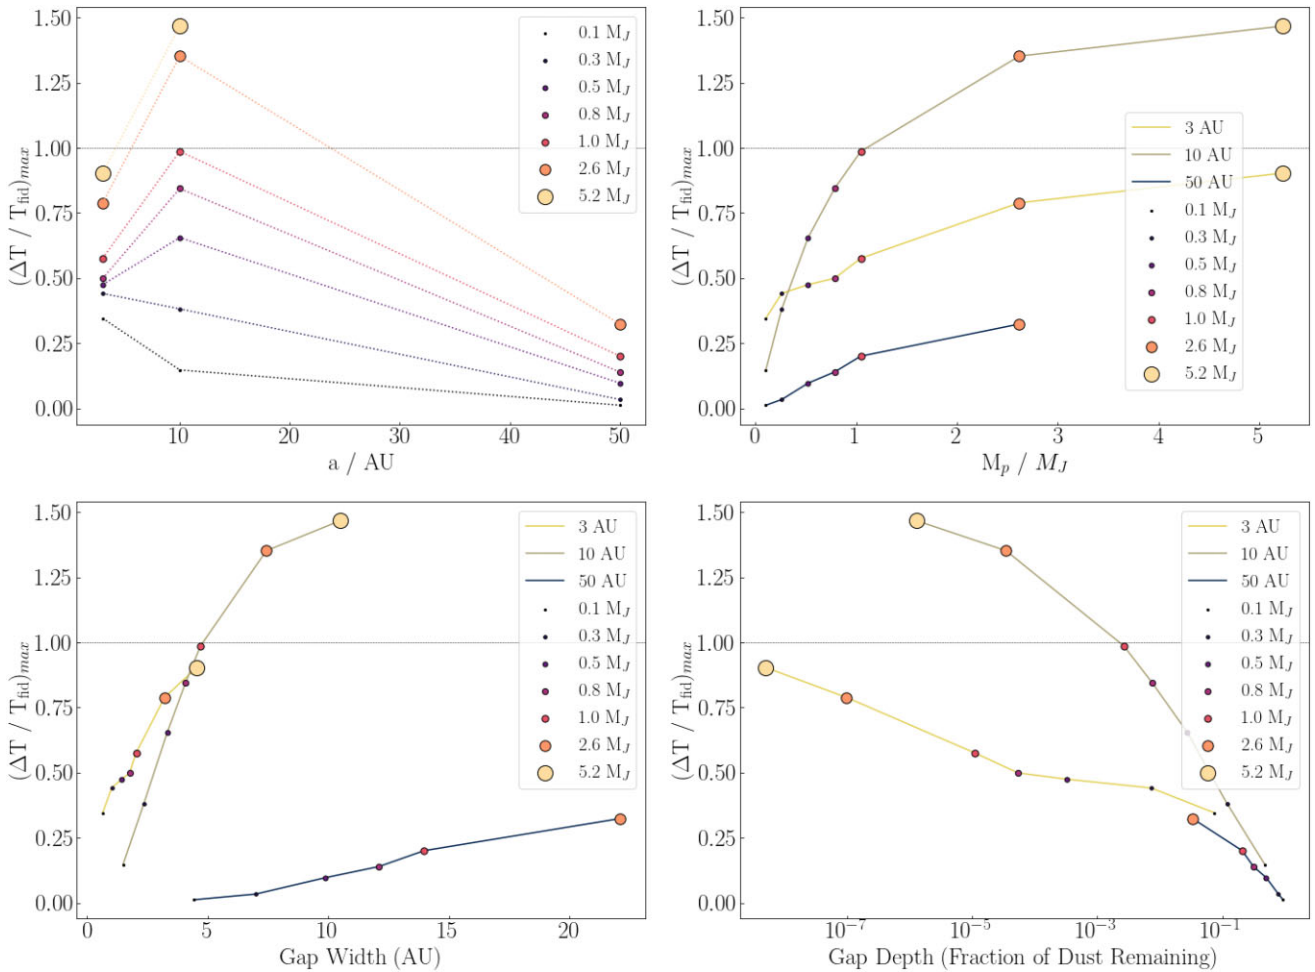 (ΔT / T_fid)_max
1.50
1.25
1.00
0.75
0.50
0.25
0.00
0 10 20 30 40 50
a / AU
0.1 M_J
0.3 M_J
0.5 M_J
0.8 M_J
1.0 M_J
2.6 M_J
5.2 M_J
(ΔT / T_fid)_max
1.50
1.25
1.00
0.75
0.50
0.25
0.00
0 1 2 3 4 5
M_p / M_J
3 AU
10 AU
50 AU
0.1 M_J
0.3 M_J
0.5 M_J
0.8 M_J
1.0 M_J
2.6 M_J
5.2 M_J
(ΔT / T_fid)_max
1.50
1.25
1.00
0.75
0.50
0.25
0.00
0 5 10 15 20
Gap Width (AU)
3 AU
10 AU
50 AU
0.1 M_J
0.3 M_J
0.5 M_J
0.8 M_J
1.0 M_J
2.6 M_J
5.2 M_J
(ΔT / T_fid)_max
1.50
1.25
1.00
0.75
0.50
0.25
0.00
10^−7 10^−5 10^−3 10^−1
Gap Depth (Fraction of Dust Remaining)
3 AU
10 AU
50 AU
0.1 M_J
0.3 M_J
0.5 M_J
0.8 M_J
1.0 M_J
2.6 M_J
5.2 M_J